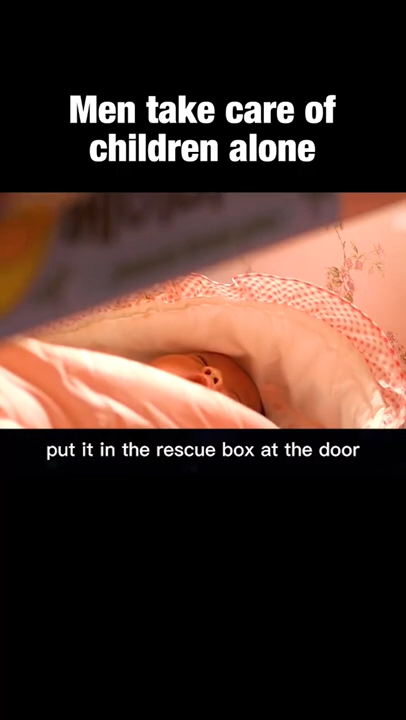 Men take care of
children alone
put it in the rescue box at the door